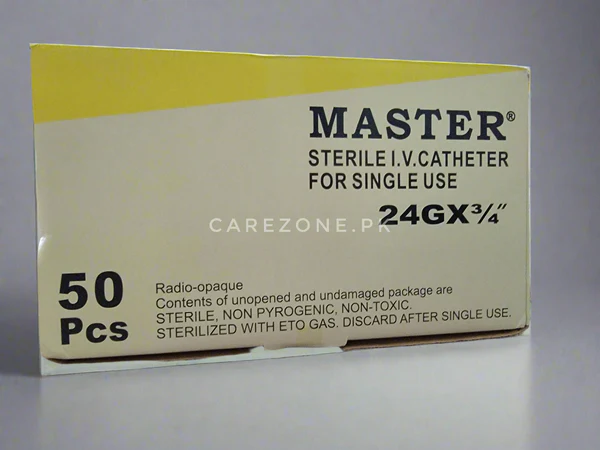 MASTER®
STERILE I.V.CATHETER
FOR SINGLE USE
24GX¾"
CAREZONE.PK
50
Pcs
Radio-opaque
Contents of unopened and undamaged package are
STERILE, NON PYROGENIC, NON-TOXIC.
STERILIZED WITH ETO GAS. DISCARD AFTER SINGLE USE.